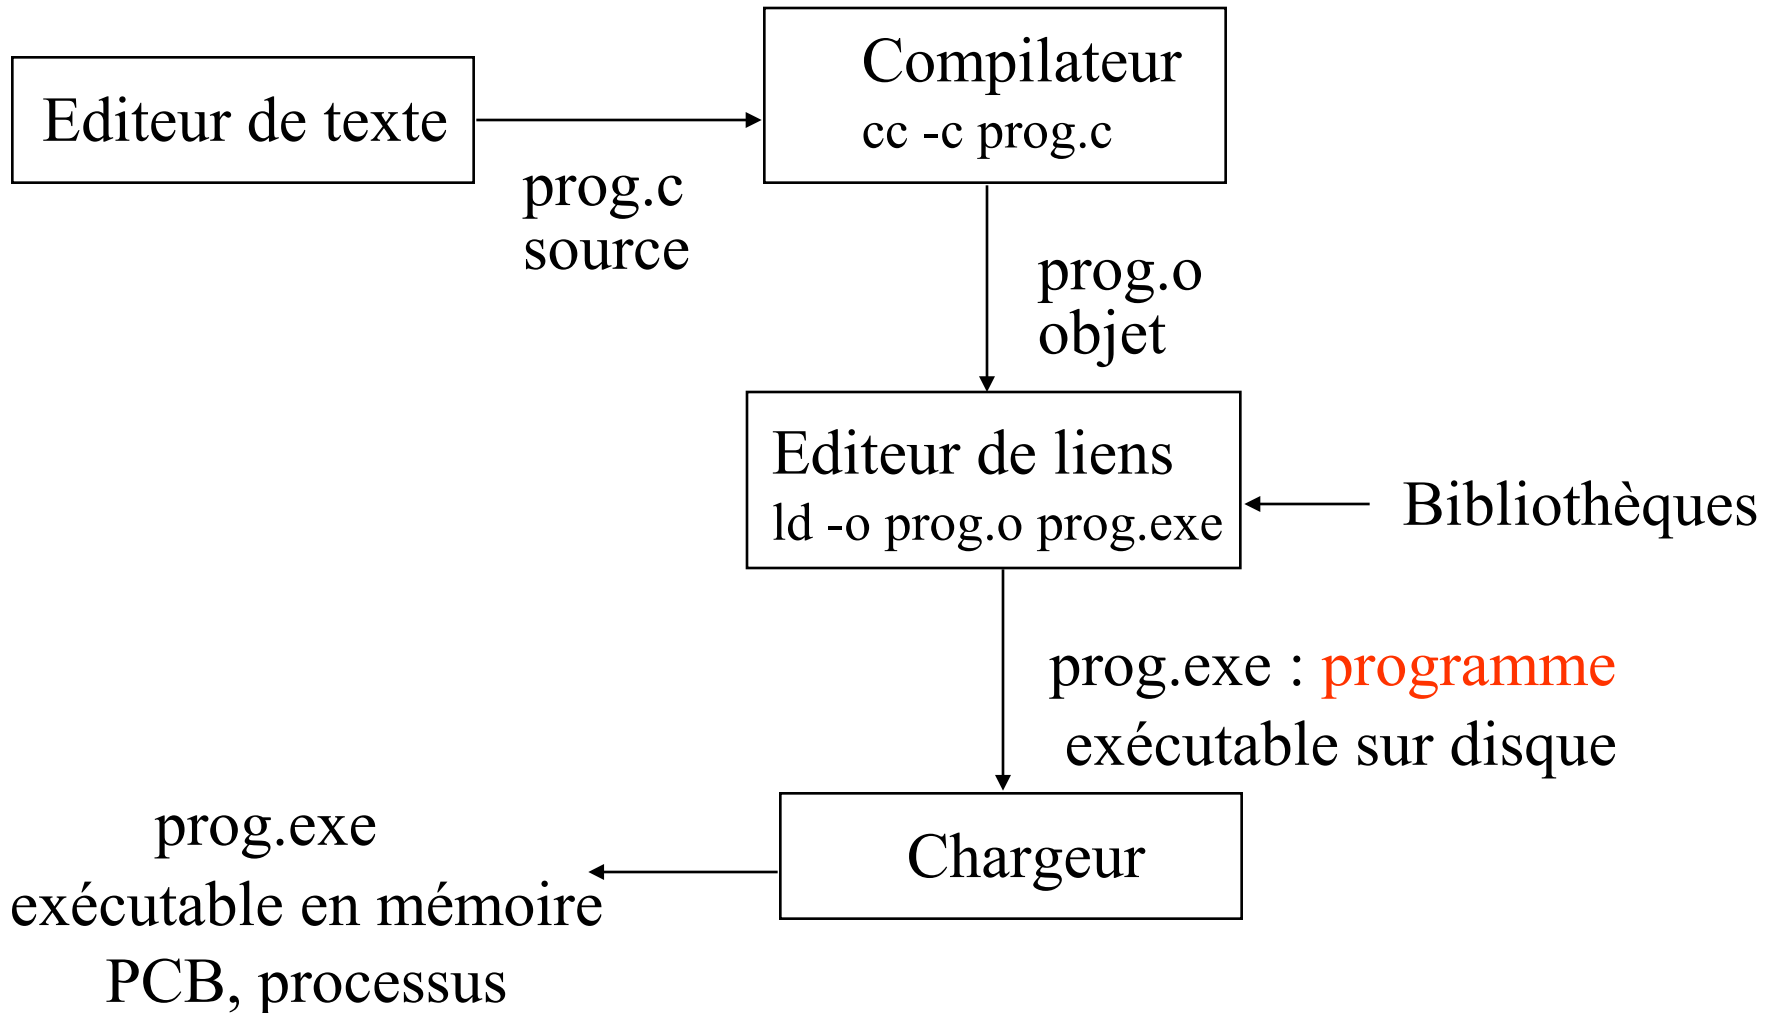 Editeur de texte
Compilateur
cc -c prog.c
prog.c
source
prog.o
objet
Editeur de liens
ld -o prog.o prog.exe
Bibliothèques
prog.exe : programme
exécutable sur disque
Chargeur
prog.exe
exécutable en mémoire
PCB, processus